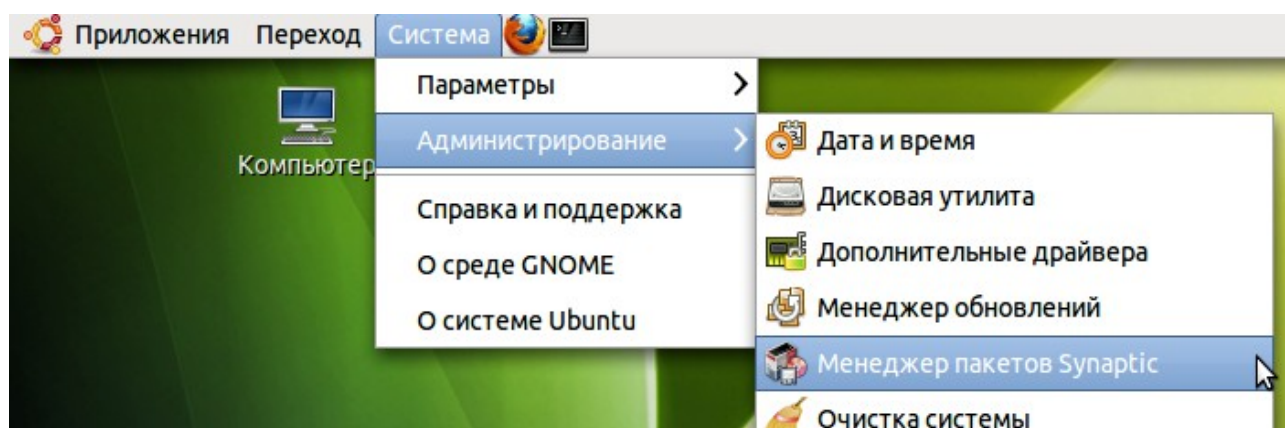 Приложения Переход Система
Параметры
Администрирование
Справка и поддержка
О среде GNOME
О системе Ubuntu
Компьютер
Дата и время
Дисковая утилита
Дополнительные драйвера
Менеджер обновлений
Менеджер пакетов Synaptic
Очистка системы